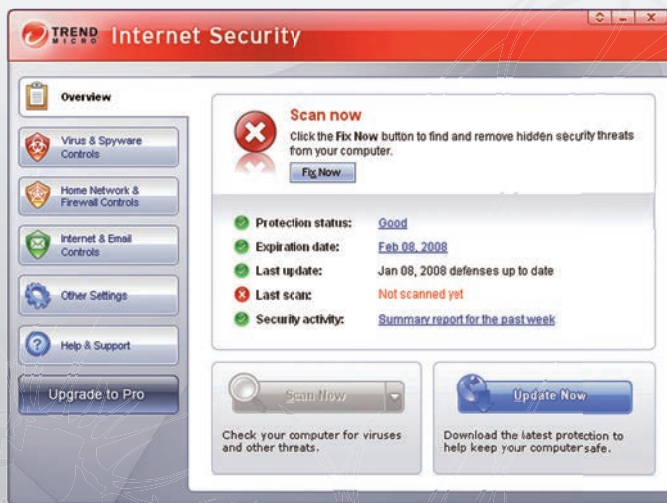 TREND MICRO Internet Security
Overview
Virus & Spyware
Controls
Home Network &
Firewall Controls
Internet & Email
Controls
Other Settings
Help & Support
Upgrade to Pro
Scan now
Click the Fix Now button to find and remove hidden security threats
from your computer.
Fix Now
Protection status: Good
Expiration date: Feb 08, 2008
Last update: Jan 08, 2008 defenses up to date
Last scan: Not scanned yet
Security activity: Summary report for the past week
Scan Now
Check your computer for viruses
and other threats.
Update Now
Download the latest protection to
help keep your computer safe.